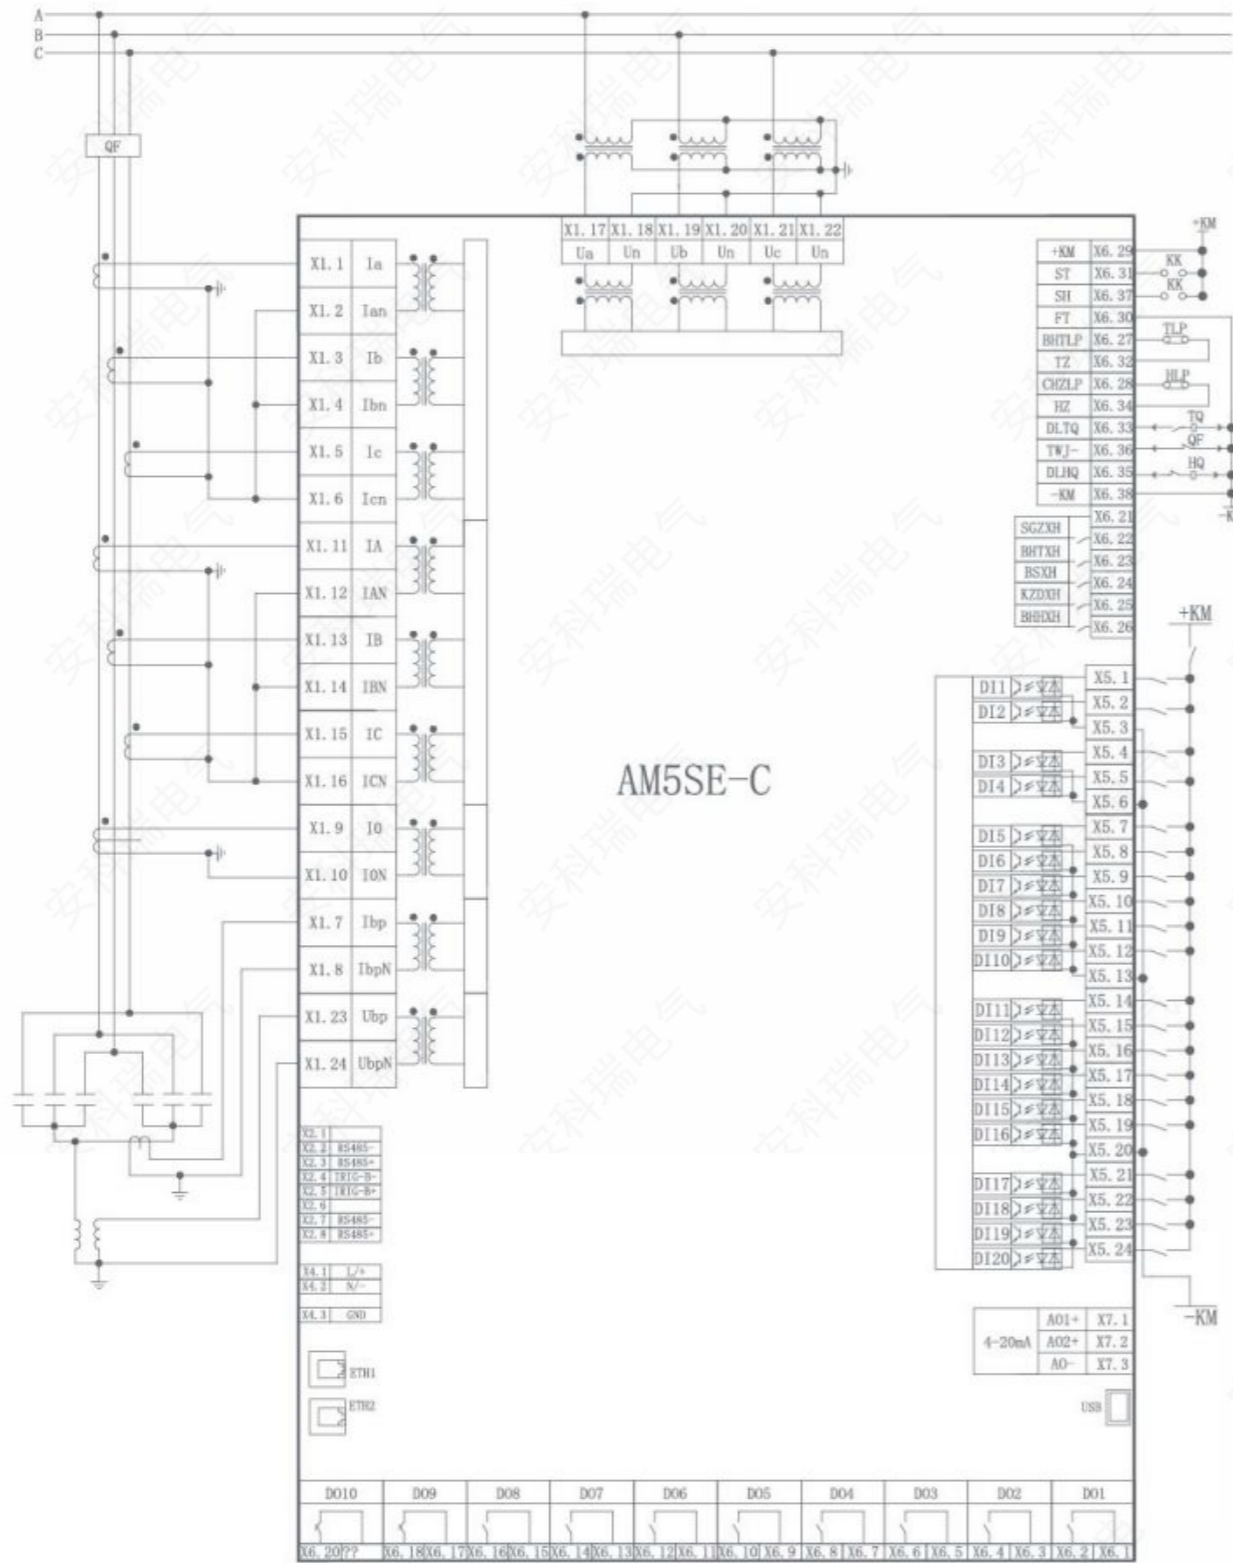 A
B
C
QF
X1.17 X1.18 X1.19 X1.20 X1.21 X1.22
Ua Un Ub Un Uc Un
X1.1 Ia
X1.2 Ian
X1.3 Ib
X1.4 Ibn
X1.5 Ic
X1.6 Icn
X1.11 IA
X1.12 IAN
X1.13 IB
X1.14 IBN
X1.15 IC
X1.16 ICN
X1.9 I0
X1.10 I0N
X1.7 Ibp
X1.8 IbpN
X1.23 Ubp
X1.24 UbpN
X2.1
X2.2 RS485-
X2.3 RS485+
X2.4 IRIG-B-
X2.5 IRIG-B+
X2.6
X2.7 RS485-
X2.8 RS485+
X4.1 L/+
X4.2 N/-
X4.3 GND
ETH1
ETH2
AM5SE-C
+KM
+KM X6.29
ST X6.31 KK
SH X6.37 KK
FT X6.30
BHTLP X6.27 TLP
TZ X6.32
CHZLP X6.28 HLP
HZ X6.34
DLTQ X6.33 TQ
TWJ- X6.36 QF
DLHQ X6.35 HQ
-KM X6.38
X6.21
SGZXH X6.22
BHTXH X6.23
BSXH X6.24
KZDXH X6.25
BHHXH X6.26
+KM
DI1 X5.1
DI2 X5.2
X5.3
DI3 X5.4
DI4 X5.5
X5.6
DI5 X5.7
DI6 X5.8
DI7 X5.9
DI8 X5.10
DI9 X5.11
DI10 X5.12
X5.13
DI11 X5.14
DI12 X5.15
DI13 X5.16
DI14 X5.17
DI15 X5.18
DI16 X5.19
X5.20
DI17 X5.21
DI18 X5.22
DI19 X5.23
DI20 X5.24
-KM
4-20mA
AO1+ X7.1
AO2+ X7.2
AO- X7.3
USB
DO10 DO9 DO8 DO7 DO6 DO5 DO4 DO3 DO2 DO1
X6.20 ?? X6.18 X6.17 X6.16 X6.15 X6.14 X6.13 X6.12 X6.11 X6.10 X6.9 X6.8 X6.7 X6.6 X6.5 X6.4 X6.3 X6.2 X6.1
安科瑞电气